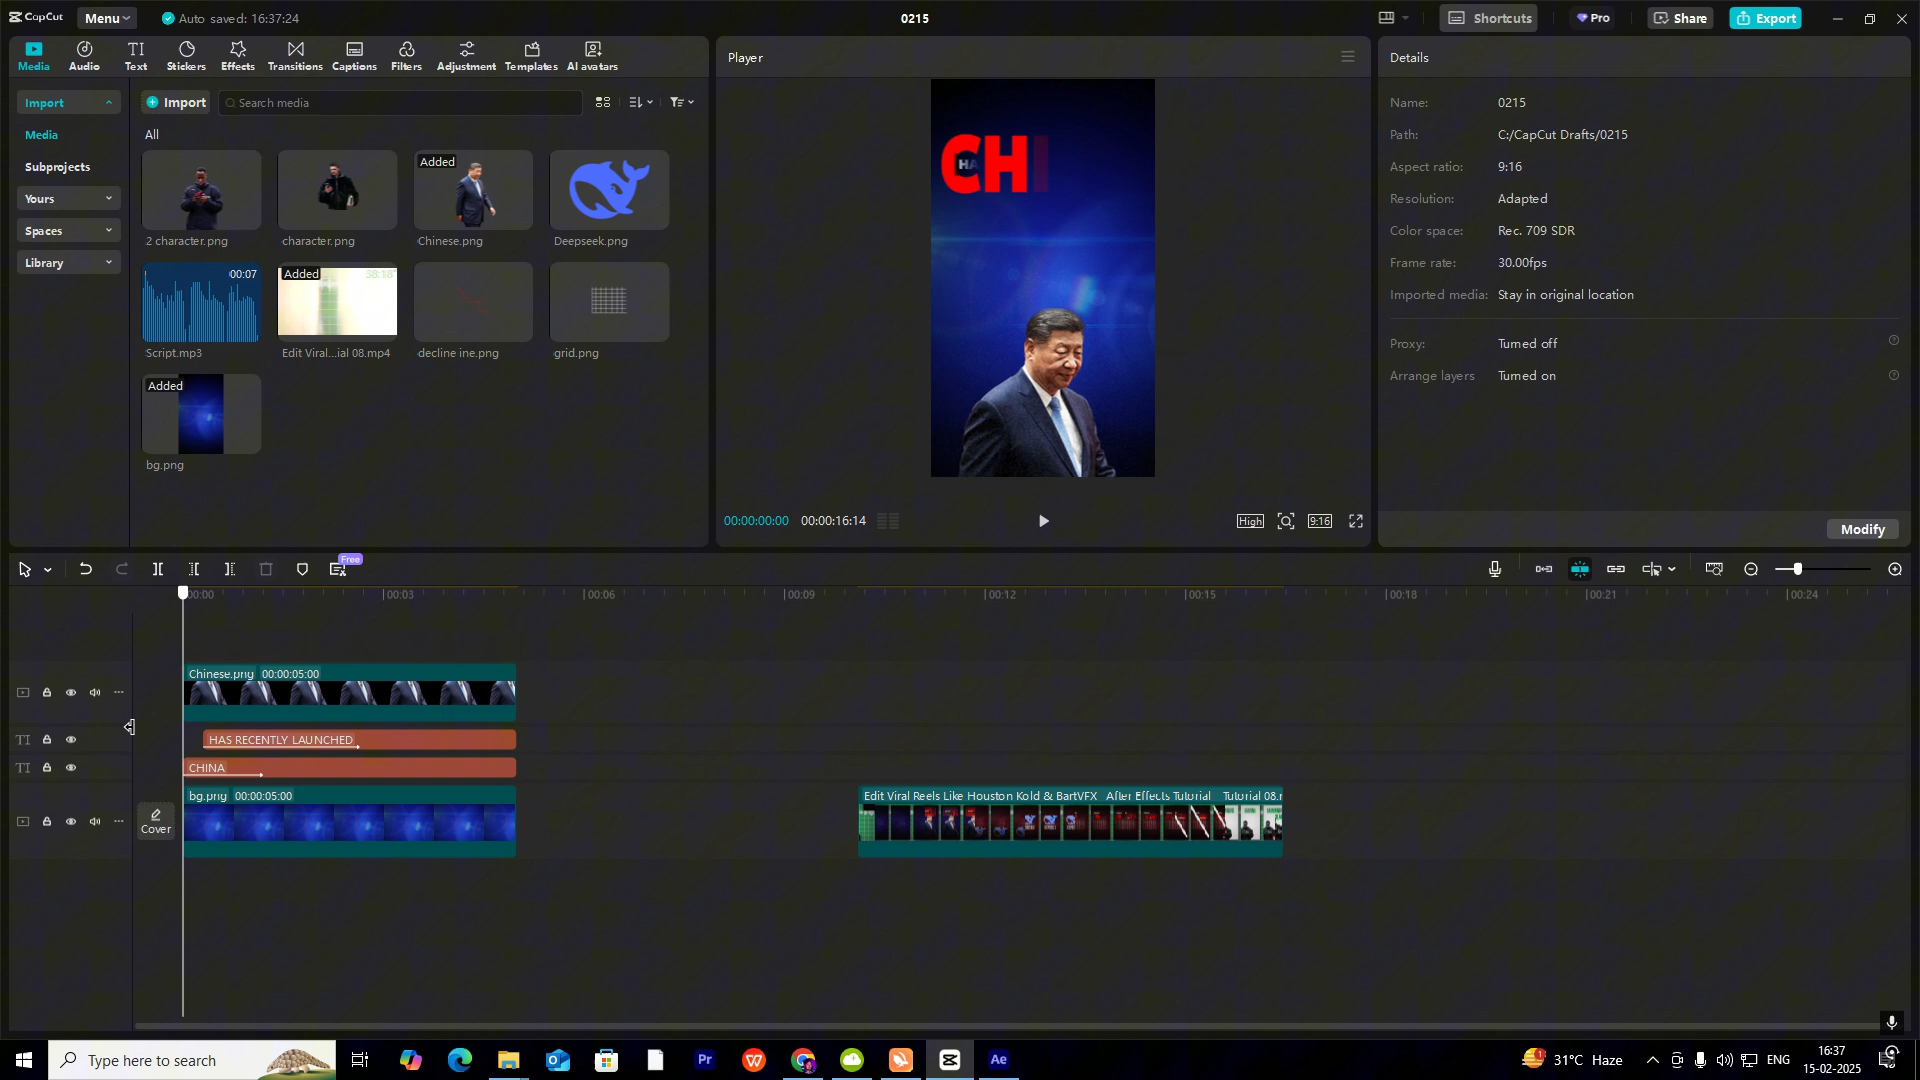 CapCut
Menu
Auto saved: 16:37:24
0215
Shortcuts
Pro
Share
Export
Media
Audio
TI
Text
Stickers
Effects
Transitions
Captions
Filters
Adjustment
Templates
AI avatars
Import
Media
Subprojects
Yours
Spaces
Library
Import
Search media
All
2 character.png
character.png
Added
Chinese.png
Deepseek.png
00:07
Script.mp3
Added
38:18
Edit Viral...ial 08.mp4
decline ine.png
grid.png
Added
bg.png
Player
CHI
HA
00:00:00:00
00:00:16:14
High
9:16
Details
Name: 0215
Path: C:/CapCut Drafts/0215
Aspect ratio: 9:16
Resolution: Adapted
Color space: Rec. 709 SDR
Frame rate: 30.00fps
Imported media: Stay in original location
Proxy: Turned off
Arrange layers Turned on
Modify
Free
00:00
00:03
00:06
00:09
00:12
00:15
00:18
00:21
00:24
Chinese.png 00:00:05:00
TI
HAS RECENTLY LAUNCHED
TI
CHINA
Cover
bg.png 00:00:05:00
Edit Viral Reels Like Houston Kold & BartVFX After Effects Tutorial Tutorial 08.r
Type here to search
Pr
W
Ae
31°C Haze
ENG
16:37
15-02-2025